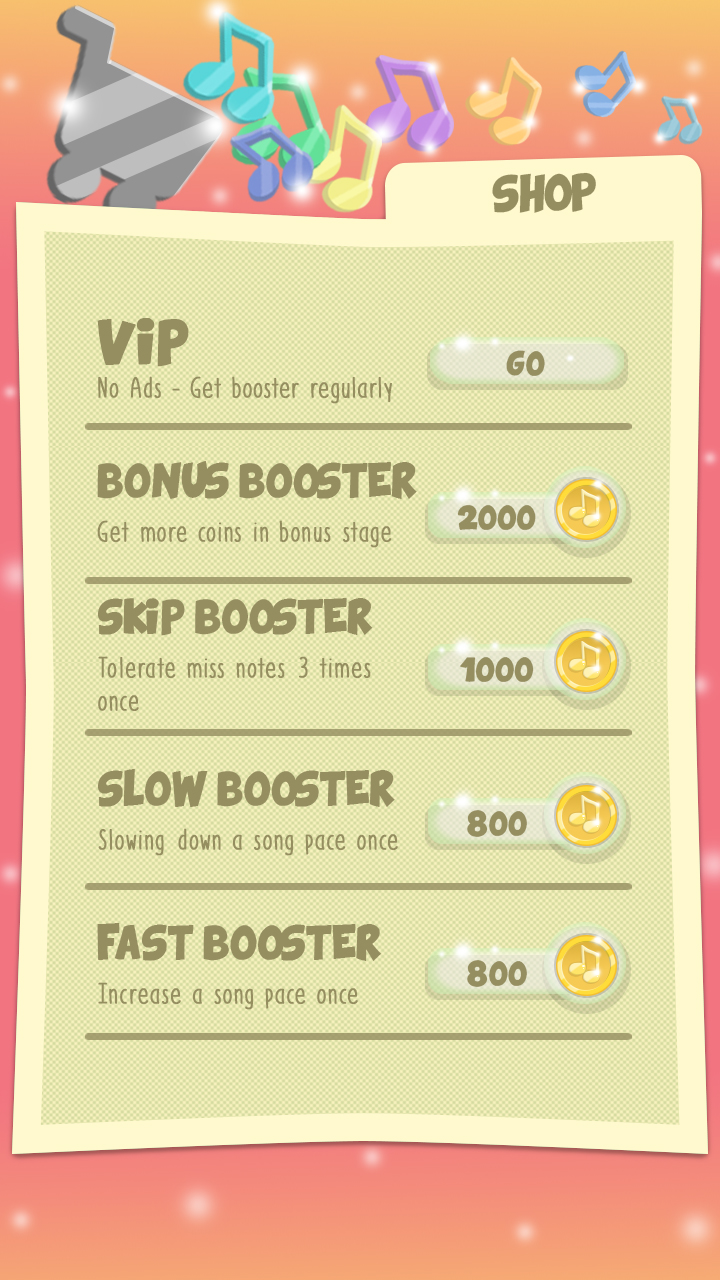 SHOP
ViP
No Ads - Get booster regularly
GO
BONUS BOOSTER
Get more coins in bonus stage
2000
SKiP BOOSTER
Tolerate miss notes 3 times
once
1000
SLOW BOOSTER
Slowing down a song pace once
800
FAST BOOSTER
Increase a song pace once
800